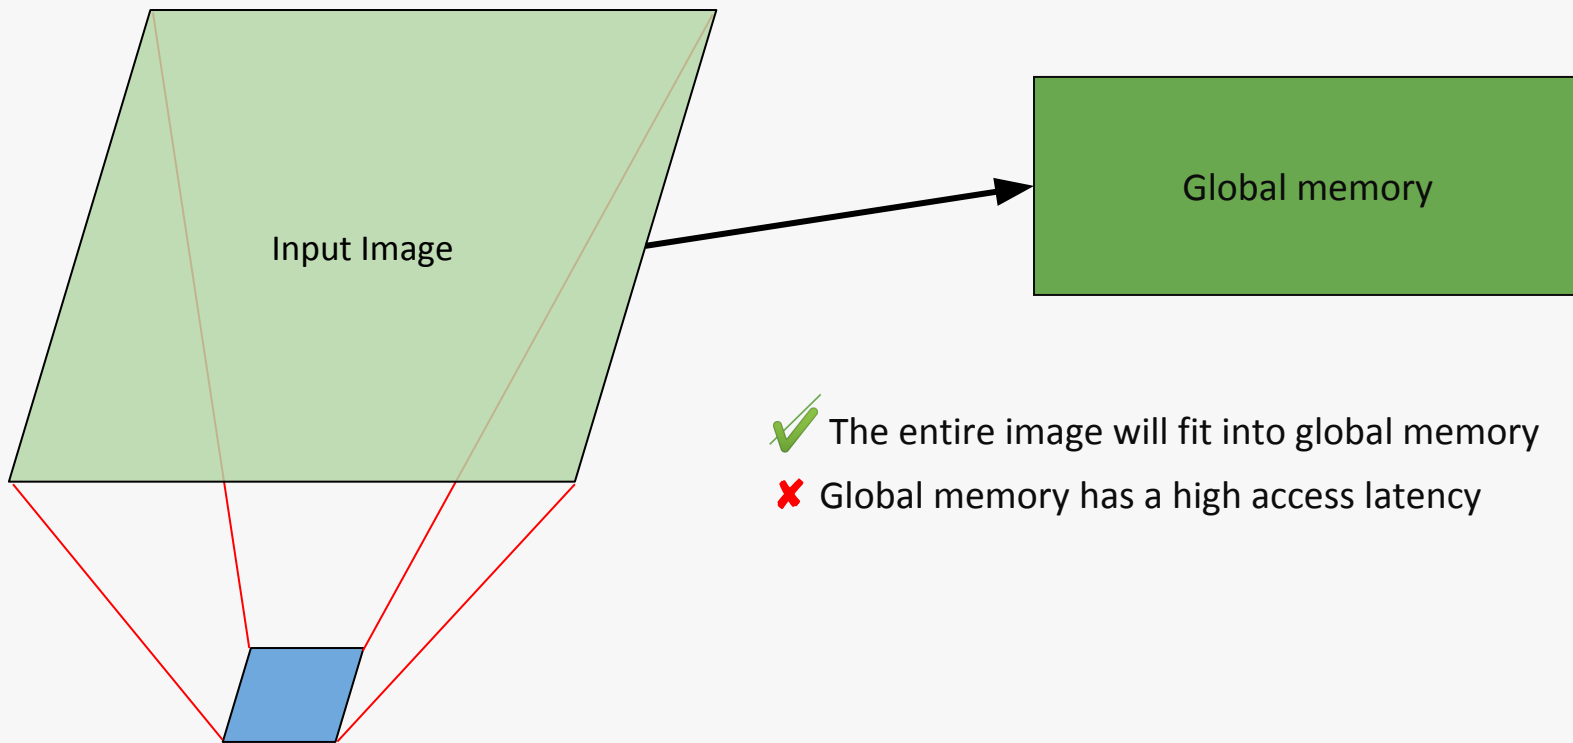 Input Image
Global memory
The entire image will fit into global memory
Global memory has a high access latency